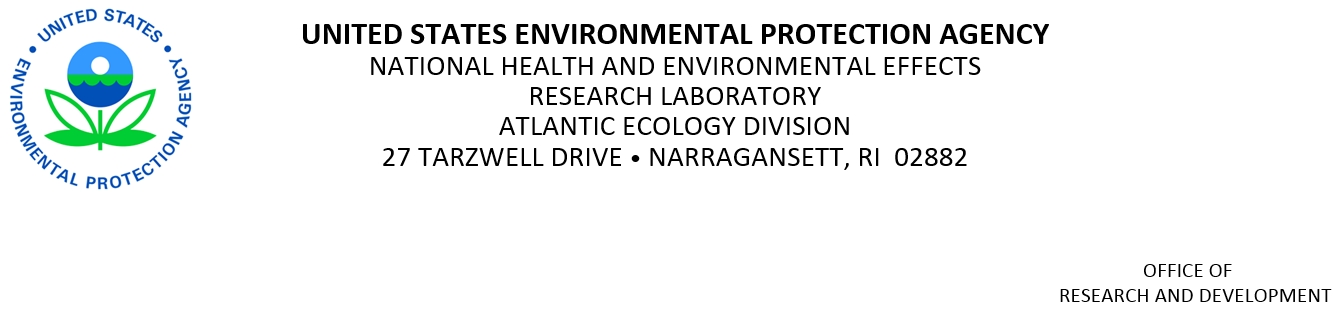 UNITED STATES ENVIRONMENTAL PROTECTION AGENCY
UNITED STATES ENVIRONMENTAL PROTECTION AGENCY
NATIONAL HEALTH AND ENVIRONMENTAL EFFECTS
RESEARCH LABORATORY
ATLANTIC ECOLOGY DIVISION
27 TARZWELL DRIVE • NARRAGANSETT, RI  02882
OFFICE OF
RESEARCH AND DEVELOPMENT